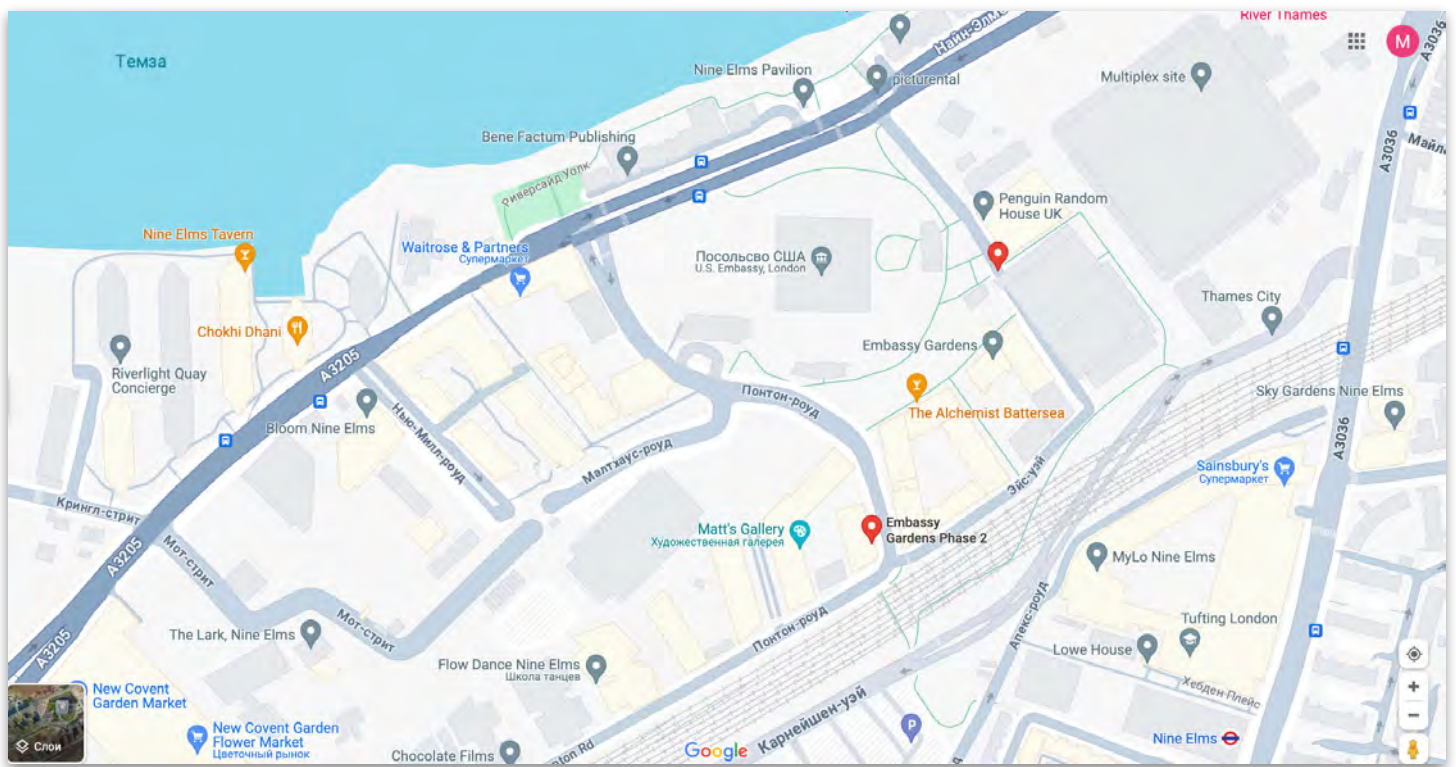 River Thames
M
A3036
Темза
Найн-Элмс
Nine Elms Pavilion
picturental
Multiplex site
A3036
Bene Factum Publishing
Риверсайд Уолк
Penguin Random
House UK
Nine Elms Tavern
Waitrose & Partners
Супермаркет
Посольсво США
U.S. Embassy, London
Thames City
Chokhi Dhani
Riverlight Quay
Concierge
A3205
Embassy Gardens
The Alchemist Battersea
Понтон-роуд
Sky Gardens Nine Elms
Bloom Nine Elms
Нью-Милл-роуд
Малтхаус-роуд
A3036
Эйс-уэй
Sainsbury's
Супермаркет
Крингл-стрит
Matt's Gallery
Художественная галерея
Embassy
Gardens Phase 2
A3205
Мот-стрит
MyLo Nine Elms
Апекс-роуд
Tufting London
The Lark, Nine Elms
Мот-стрит
Понтон-роуд
Lowe House
A3205
Flow Dance Nine Elms
Школа танцев
Хебден-Плейс
New Covent
Garden Market
Карнейшен-уэй
P
New Covent Garden
Flower Market
Цветочный рынок
Слои
Chocolate Films
ton Rd
Google
Nine Elms